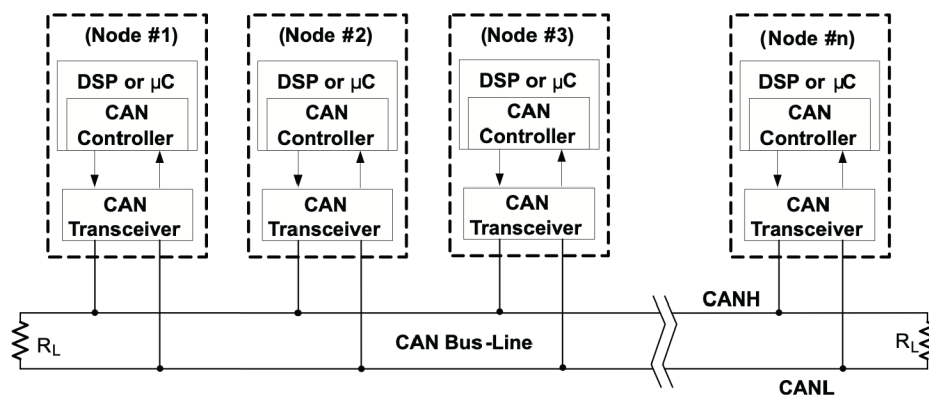 (Node #1)
DSP or µC
CAN
Controller
CAN
Transceiver
(Node #2)
DSP or µC
CAN
Controller
CAN
Transceiver
(Node #3)
DSP or µC
CAN
Controller
CAN
Transceiver
(Node #n)
DSP or µC
CAN
Controller
CAN
Transceiver
CANH
RL
CAN Bus-Line
RL
CANL